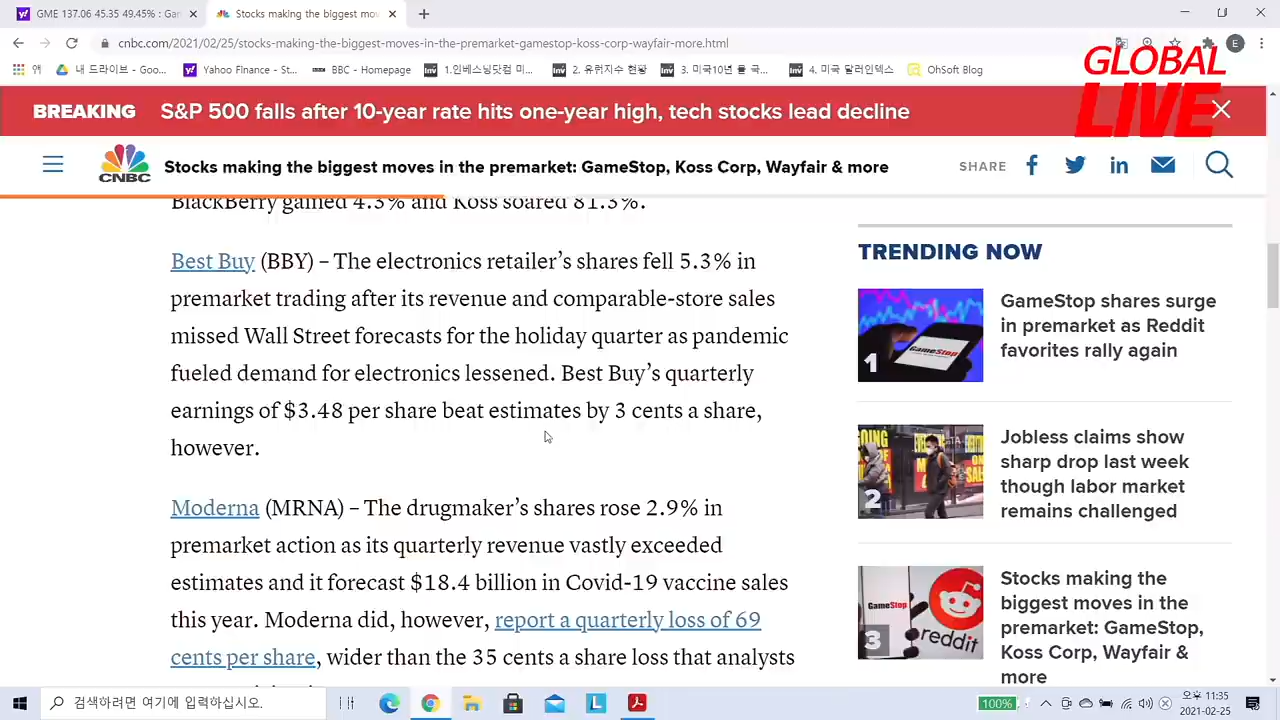 GME 137.06 45.35 49.45% : Gar
Stocks making the biggest mov
cnbc.com/2021/02/25/stocks-making-the-biggest-moves-in-the-premarket-gamestop-koss-corp-wayfair-more.html
E
앱
내 드라이브 - Goo...
Yahoo Finance - St...
BBC - Homepage
1.인베스팅닷컴 미...
2. 유휘지수 현황
3. 미국10년 물 국...
4. 미국 달러인덱스
OhSoft Blog
GLOBAL
LIVE
BREAKING S&P 500 falls after 10-year rate hits one-year high, tech stocks lead decline
CNBC
Stocks making the biggest moves in the premarket: GameStop, Koss Corp, Wayfair & more
SHARE
BlackBerry gained 4.3% and Koss soared 81.3%.
Best Buy (BBY) – The electronics retailer’s shares fell 5.3% in
premarket trading after its revenue and comparable-store sales
missed Wall Street forecasts for the holiday quarter as pandemic
fueled demand for electronics lessened. Best Buy’s quarterly
earnings of $3.48 per share beat estimates by 3 cents a share,
however.
Moderna (MRNA) – The drugmaker’s shares rose 2.9% in
premarket action as its quarterly revenue vastly exceeded
estimates and it forecast $18.4 billion in Covid-19 vaccine sales
this year. Moderna did, however, report a quarterly loss of 69
cents per share, wider than the 35 cents a share loss that analysts
TRENDING NOW
GameStop
1
GameStop shares surge
in premarket as Reddit
favorites rally again
2
Jobless claims show
sharp drop last week
though labor market
remains challenged
GameStop
reddit
3
Stocks making the
biggest moves in the
premarket: GameStop,
Koss Corp, Wayfair &
more
검색하려면 여기에 입력하십시오.
100%
오후 11:35
2021-02-25